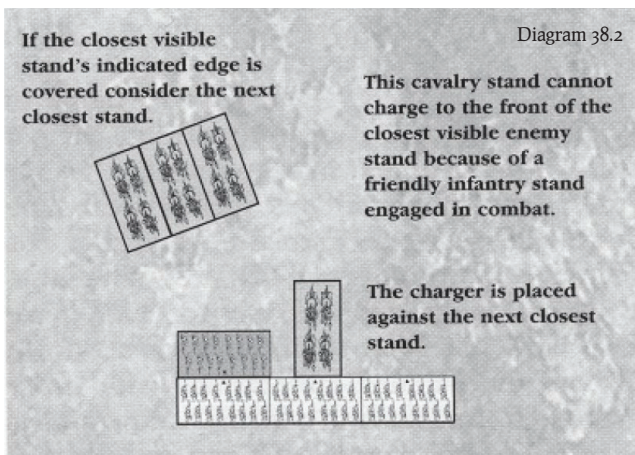 Diagram 38.2
If the closest visible
stand's indicated edge is
covered consider the next
closest stand.
This cavalry stand cannot
charge to the front of the
closest visible enemy
stand because of a
friendly infantry stand
engaged in combat.
The charger is placed
against the next closest
stand.